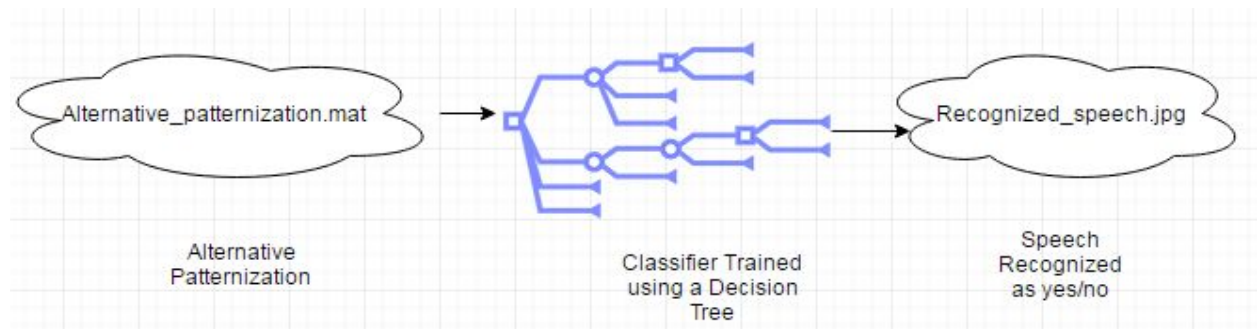 Alternative_patternization.mat
Recognized_speech.jpg
Alternative
Patternization
Classifier Trained
using a Decision
Tree
Speech
Recognized
as yes/no